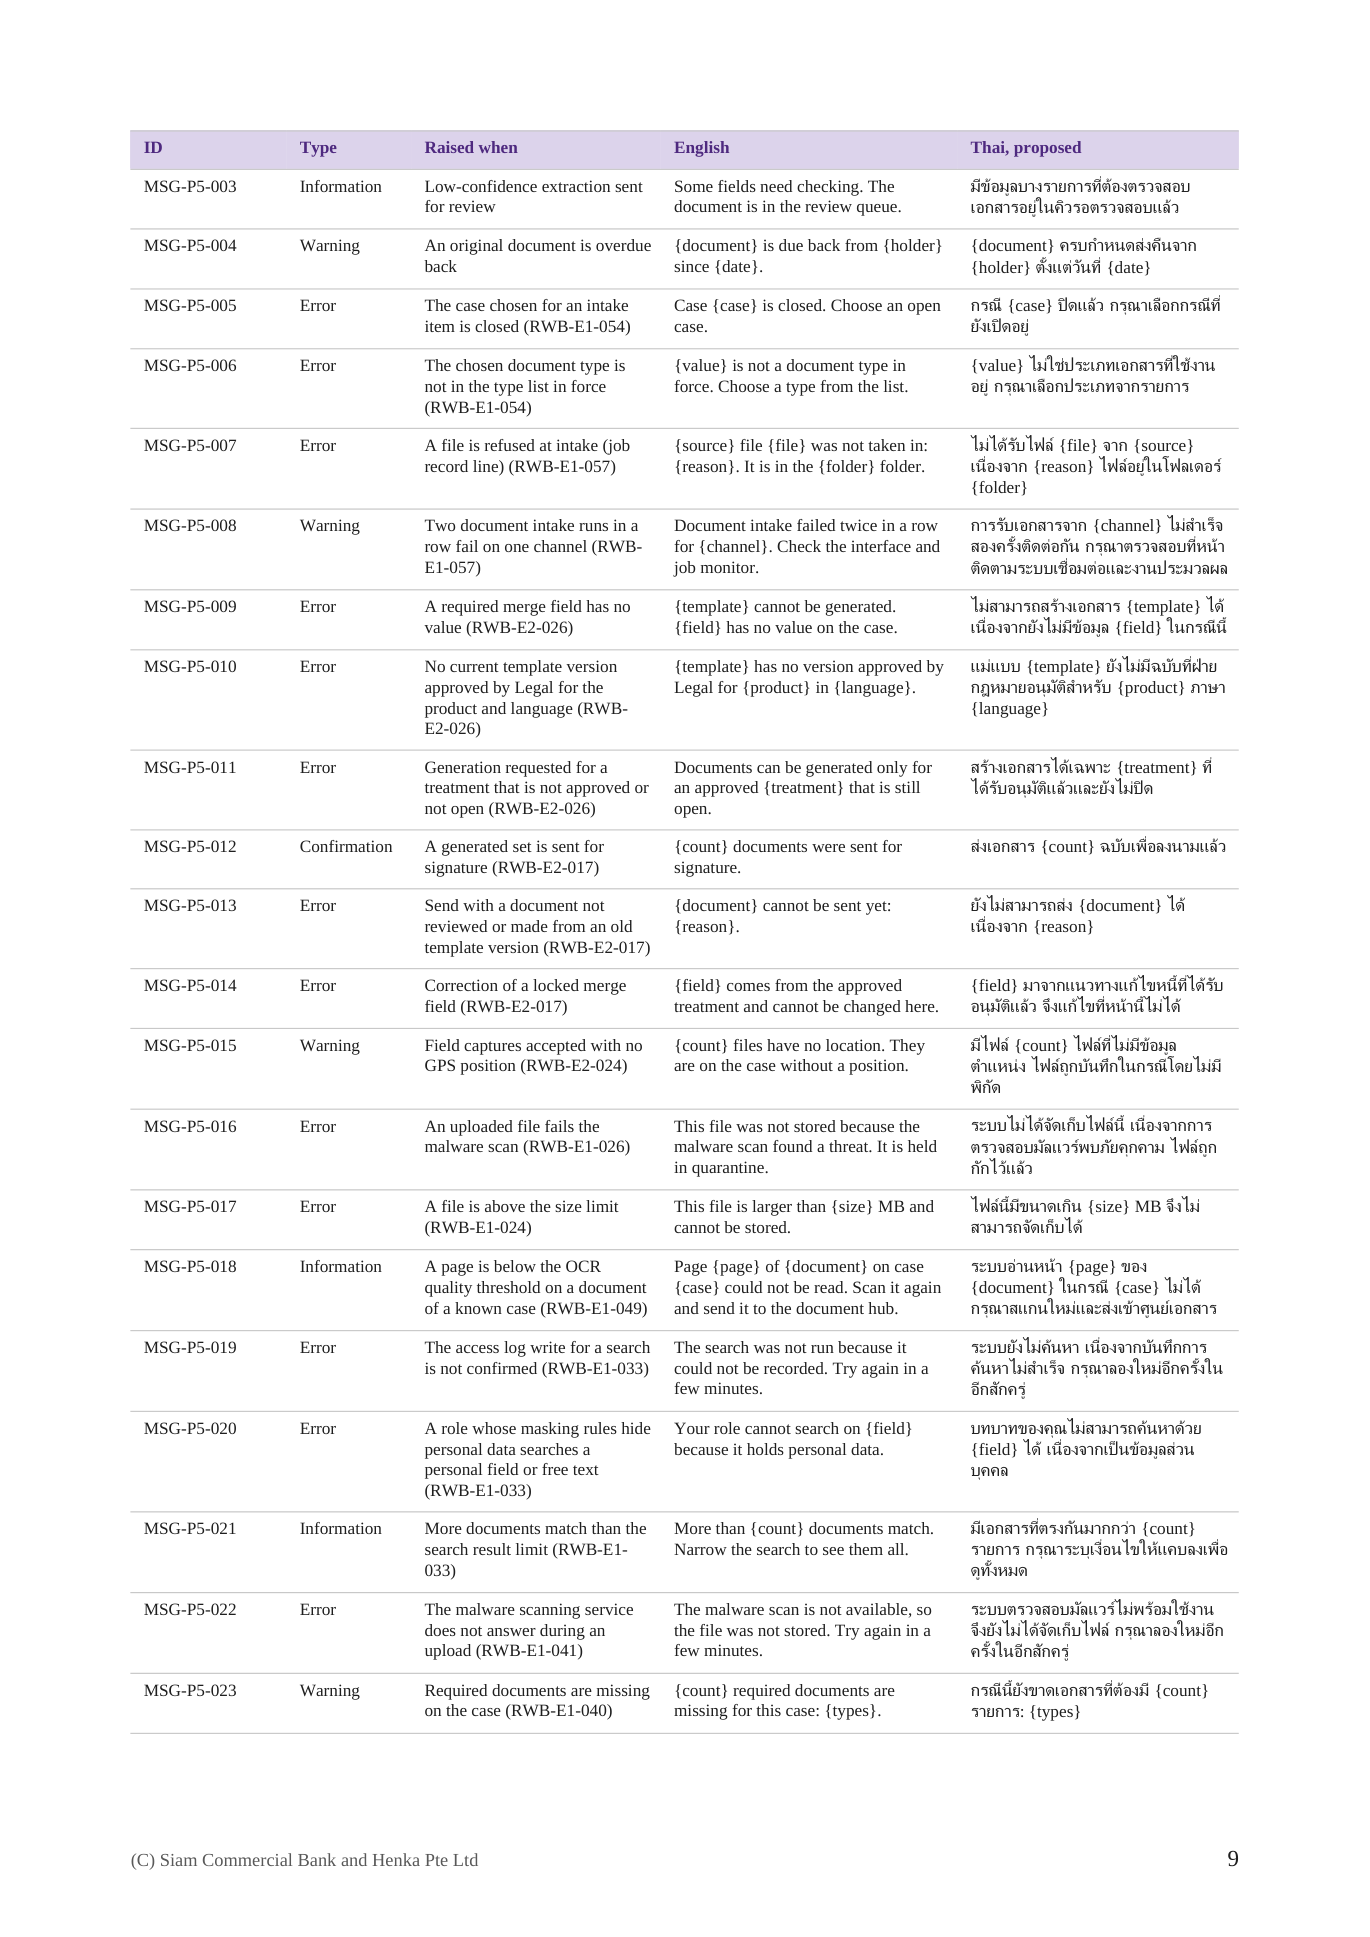 ID Type Raised when English Thai, proposed
MSG-P5-003 Information Low-confidence extraction sent Some fields need checking. The มีข้อมูลบางรายการที่ต้องตรวจสอบ
for review document is in the review queue. เอกสารอยู่ในคิวรอตรวจสอบแล้ว
MSG-P5-004 Warning An original document is overdue {document} is due back from {holder} {document} ครบกำหนดส่งคืนจาก
back since {date}. {holder} ตั้งแต่วันที่ {date}
MSG-P5-005 Error The case chosen for an intake Case {case} is closed. Choose an open กรณี {case} ปิดแล้ว กรุณาเลือกกรณีที่
item is closed (RWB-E1-054) case. ยังเปิดอยู่
MSG-P5-006 Error The chosen document type is {value} is not a document type in {value} ไม่ใช่ประเภทเอกสารที่ใช้งาน
not in the type list in force force. Choose a type from the list. อยู่ กรุณาเลือกประเภทจากรายการ
(RWB-E1-054)
MSG-P5-007 Error A file is refused at intake (job {source} file {file} was not taken in: ไม่ได้รับไฟล์ {file} จาก {source}
record line) (RWB-E1-057) {reason}. It is in the {folder} folder. เนื่องจาก {reason} ไฟล์อยู่ในโฟลเดอร์
{folder}
MSG-P5-008 Warning Two document intake runs in a Document intake failed twice in a row การรับเอกสารจาก {channel} ไม่สำเร็จ
row fail on one channel (RWB- for {channel}. Check the interface and สองครั้งติดต่อกัน กรุณาตรวจสอบที่หน้า
E1-057) job monitor. ติดตามระบบเชื่อมต่อและงานประมวลผล
MSG-P5-009 Error A required merge field has no {template} cannot be generated. ไม่สามารถสร้างเอกสาร {template} ได้
value (RWB-E2-026) {field} has no value on the case. เนื่องจากยังไม่มีข้อมูล {field} ในกรณีนี้
MSG-P5-010 Error No current template version {template} has no version approved by แม่แบบ {template} ยังไม่มีฉบับที่ฝ่าย
approved by Legal for the Legal for {product} in {language}. กฎหมายอนุมัติสำหรับ {product} ภาษา
product and language (RWB- {language}
E2-026)
MSG-P5-011 Error Generation requested for a Documents can be generated only for สร้างเอกสารได้เฉพาะ {treatment} ที่
treatment that is not approved or an approved {treatment} that is still ได้รับอนุมัติแล้วและยังไม่ปิด
not open (RWB-E2-026) open.
MSG-P5-012 Confirmation A generated set is sent for {count} documents were sent for ส่งเอกสาร {count} ฉบับเพื่อลงนามแล้ว
signature (RWB-E2-017) signature.
MSG-P5-013 Error Send with a document not {document} cannot be sent yet: ยังไม่สามารถส่ง {document} ได้
reviewed or made from an old {reason}. เนื่องจาก {reason}
template version (RWB-E2-017)
MSG-P5-014 Error Correction of a locked merge {field} comes from the approved {field} มาจากแนวทางแก้ไขหนี้ที่ได้รับ
field (RWB-E2-017) treatment and cannot be changed here. อนุมัติแล้ว จึงแก้ไขที่หน้านี้ไม่ได้
MSG-P5-015 Warning Field captures accepted with no {count} files have no location. They มีไฟล์ {count} ไฟล์ที่ไม่มีข้อมูล
GPS position (RWB-E2-024) are on the case without a position. ตำแหน่ง ไฟล์ถูกบันทึกในกรณีโดยไม่มี
พิกัด
MSG-P5-016 Error An uploaded file fails the This file was not stored because the ระบบไม่ได้จัดเก็บไฟล์นี้ เนื่องจากการ
malware scan (RWB-E1-026) malware scan found a threat. It is held ตรวจสอบมัลแวร์พบภัยคุกคาม ไฟล์ถูก
in quarantine. กักไว้แล้ว
MSG-P5-017 Error A file is above the size limit This file is larger than {size} MB and ไฟล์นี้มีขนาดเกิน {size} MB จึงไม่
(RWB-E1-024) cannot be stored. สามารถจัดเก็บได้
MSG-P5-018 Information A page is below the OCR Page {page} of {document} on case ระบบอ่านหน้า {page} ของ
quality threshold on a document {case} could not be read. Scan it again {document} ในกรณี {case} ไม่ได้
of a known case (RWB-E1-049) and send it to the document hub. กรุณาสแกนใหม่และส่งเข้าศูนย์เอกสาร
MSG-P5-019 Error The access log write for a search The search was not run because it ระบบยังไม่ค้นหา เนื่องจากบันทึกการ
is not confirmed (RWB-E1-033) could not be recorded. Try again in a ค้นหาไม่สำเร็จ กรุณาลองใหม่อีกครั้งใน
few minutes. อีกสักครู่
MSG-P5-020 Error A role whose masking rules hide Your role cannot search on {field} บทบาทของคุณไม่สามารถค้นหาด้วย
personal data searches a because it holds personal data. {field} ได้ เนื่องจากเป็นข้อมูลส่วน
personal field or free text บุคคล
(RWB-E1-033)
MSG-P5-021 Information More documents match than the More than {count} documents match. มีเอกสารที่ตรงกันมากกว่า {count}
search result limit (RWB-E1- Narrow the search to see them all. รายการ กรุณาระบุเงื่อนไขให้แคบลงเพื่อ
033) ดูทั้งหมด
MSG-P5-022 Error The malware scanning service The malware scan is not available, so ระบบตรวจสอบมัลแวร์ไม่พร้อมใช้งาน
does not answer during an the file was not stored. Try again in a จึงยังไม่ได้จัดเก็บไฟล์ กรุณาลองใหม่อีก
upload (RWB-E1-041) few minutes. ครั้งในอีกสักครู่
MSG-P5-023 Warning Required documents are missing {count} required documents are กรณีนี้ยังขาดเอกสารที่ต้องมี {count}
on the case (RWB-E1-040) missing for this case: {types}. รายการ: {types}
(C) Siam Commercial Bank and Henka Pte Ltd 9